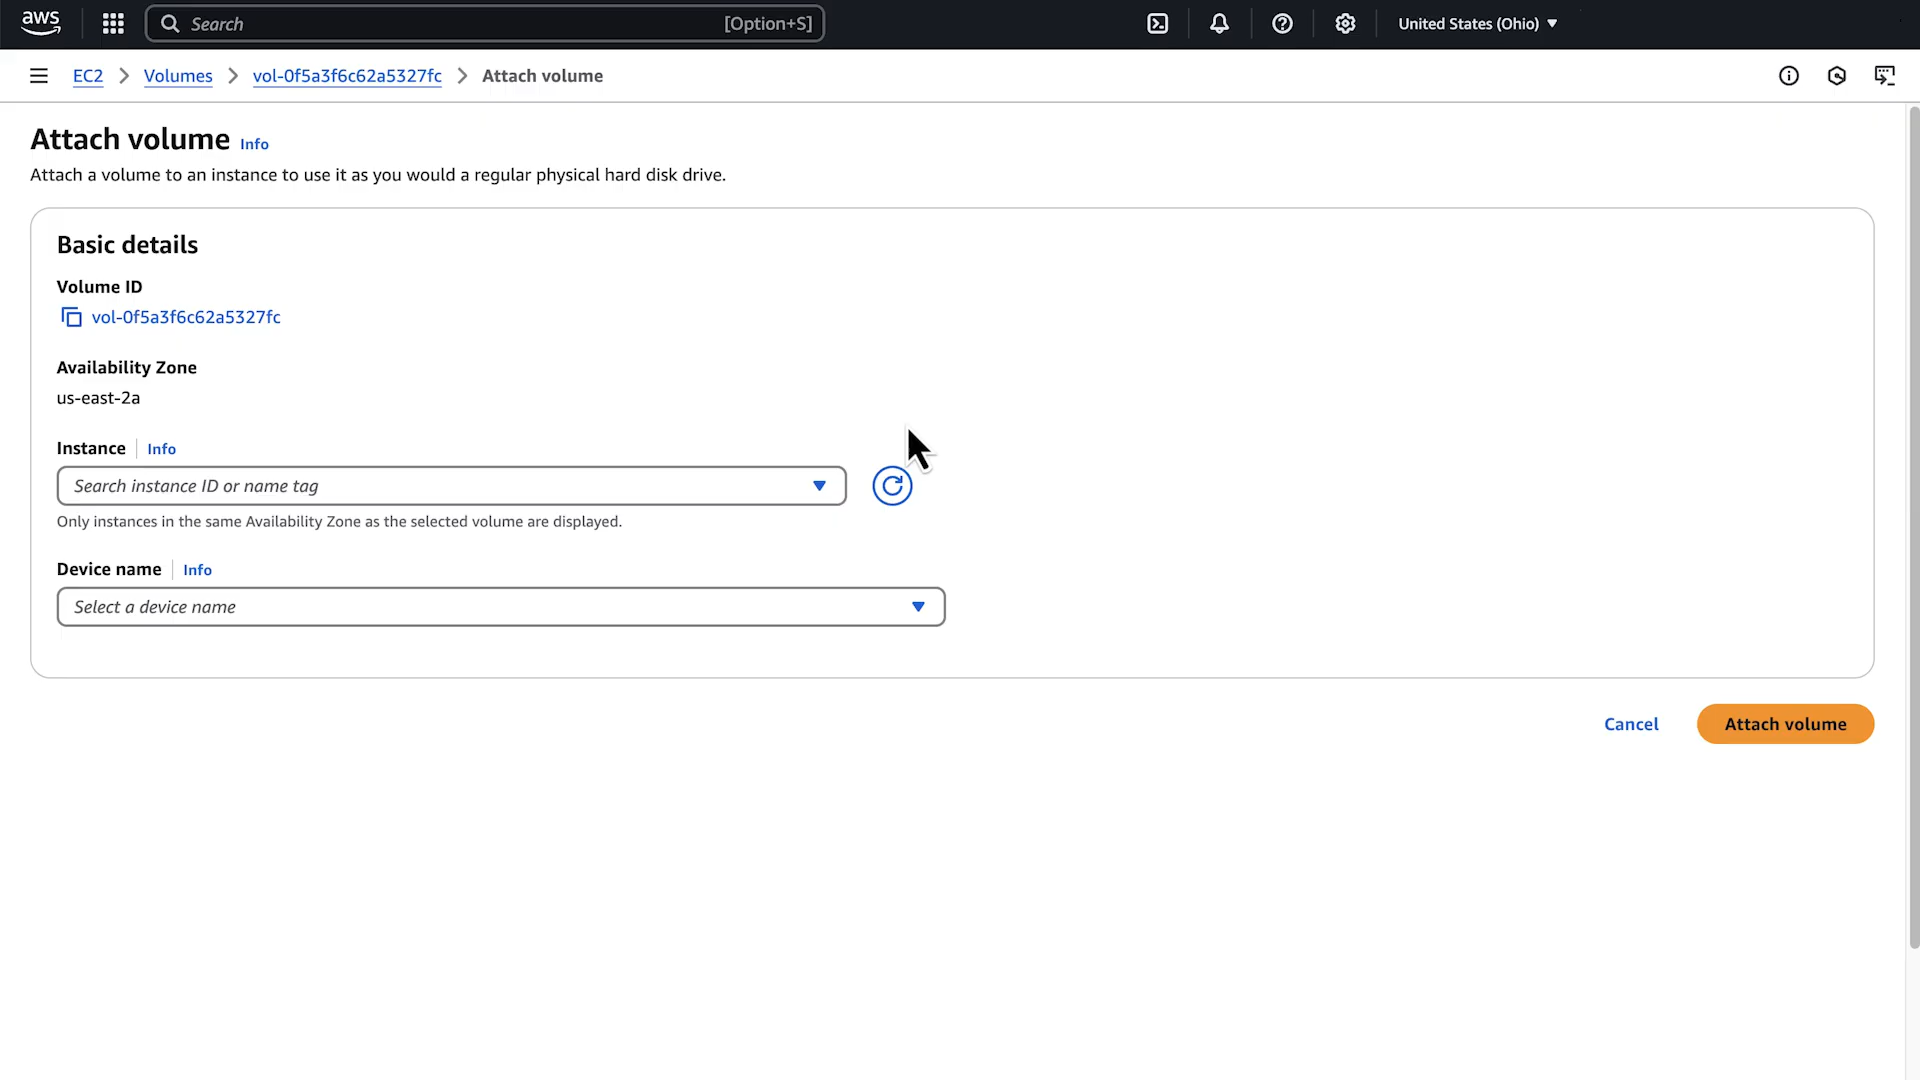 aws
Search [Option+S] United States (Ohio)
EC2 Volumes vol-0f5a3f6c62a5327fc Attach volume
Attach volume Info
Attach a volume to an instance to use it as you would a regular physical hard disk drive.
Basic details
Volume ID
vol-0f5a3f6c62a5327fc
Availability Zone
us-east-2a
Instance Info
Search instance ID or name tag
Only instances in the same Availability Zone as the selected volume are displayed.
Device name Info
Select a device name
Cancel Attach volume